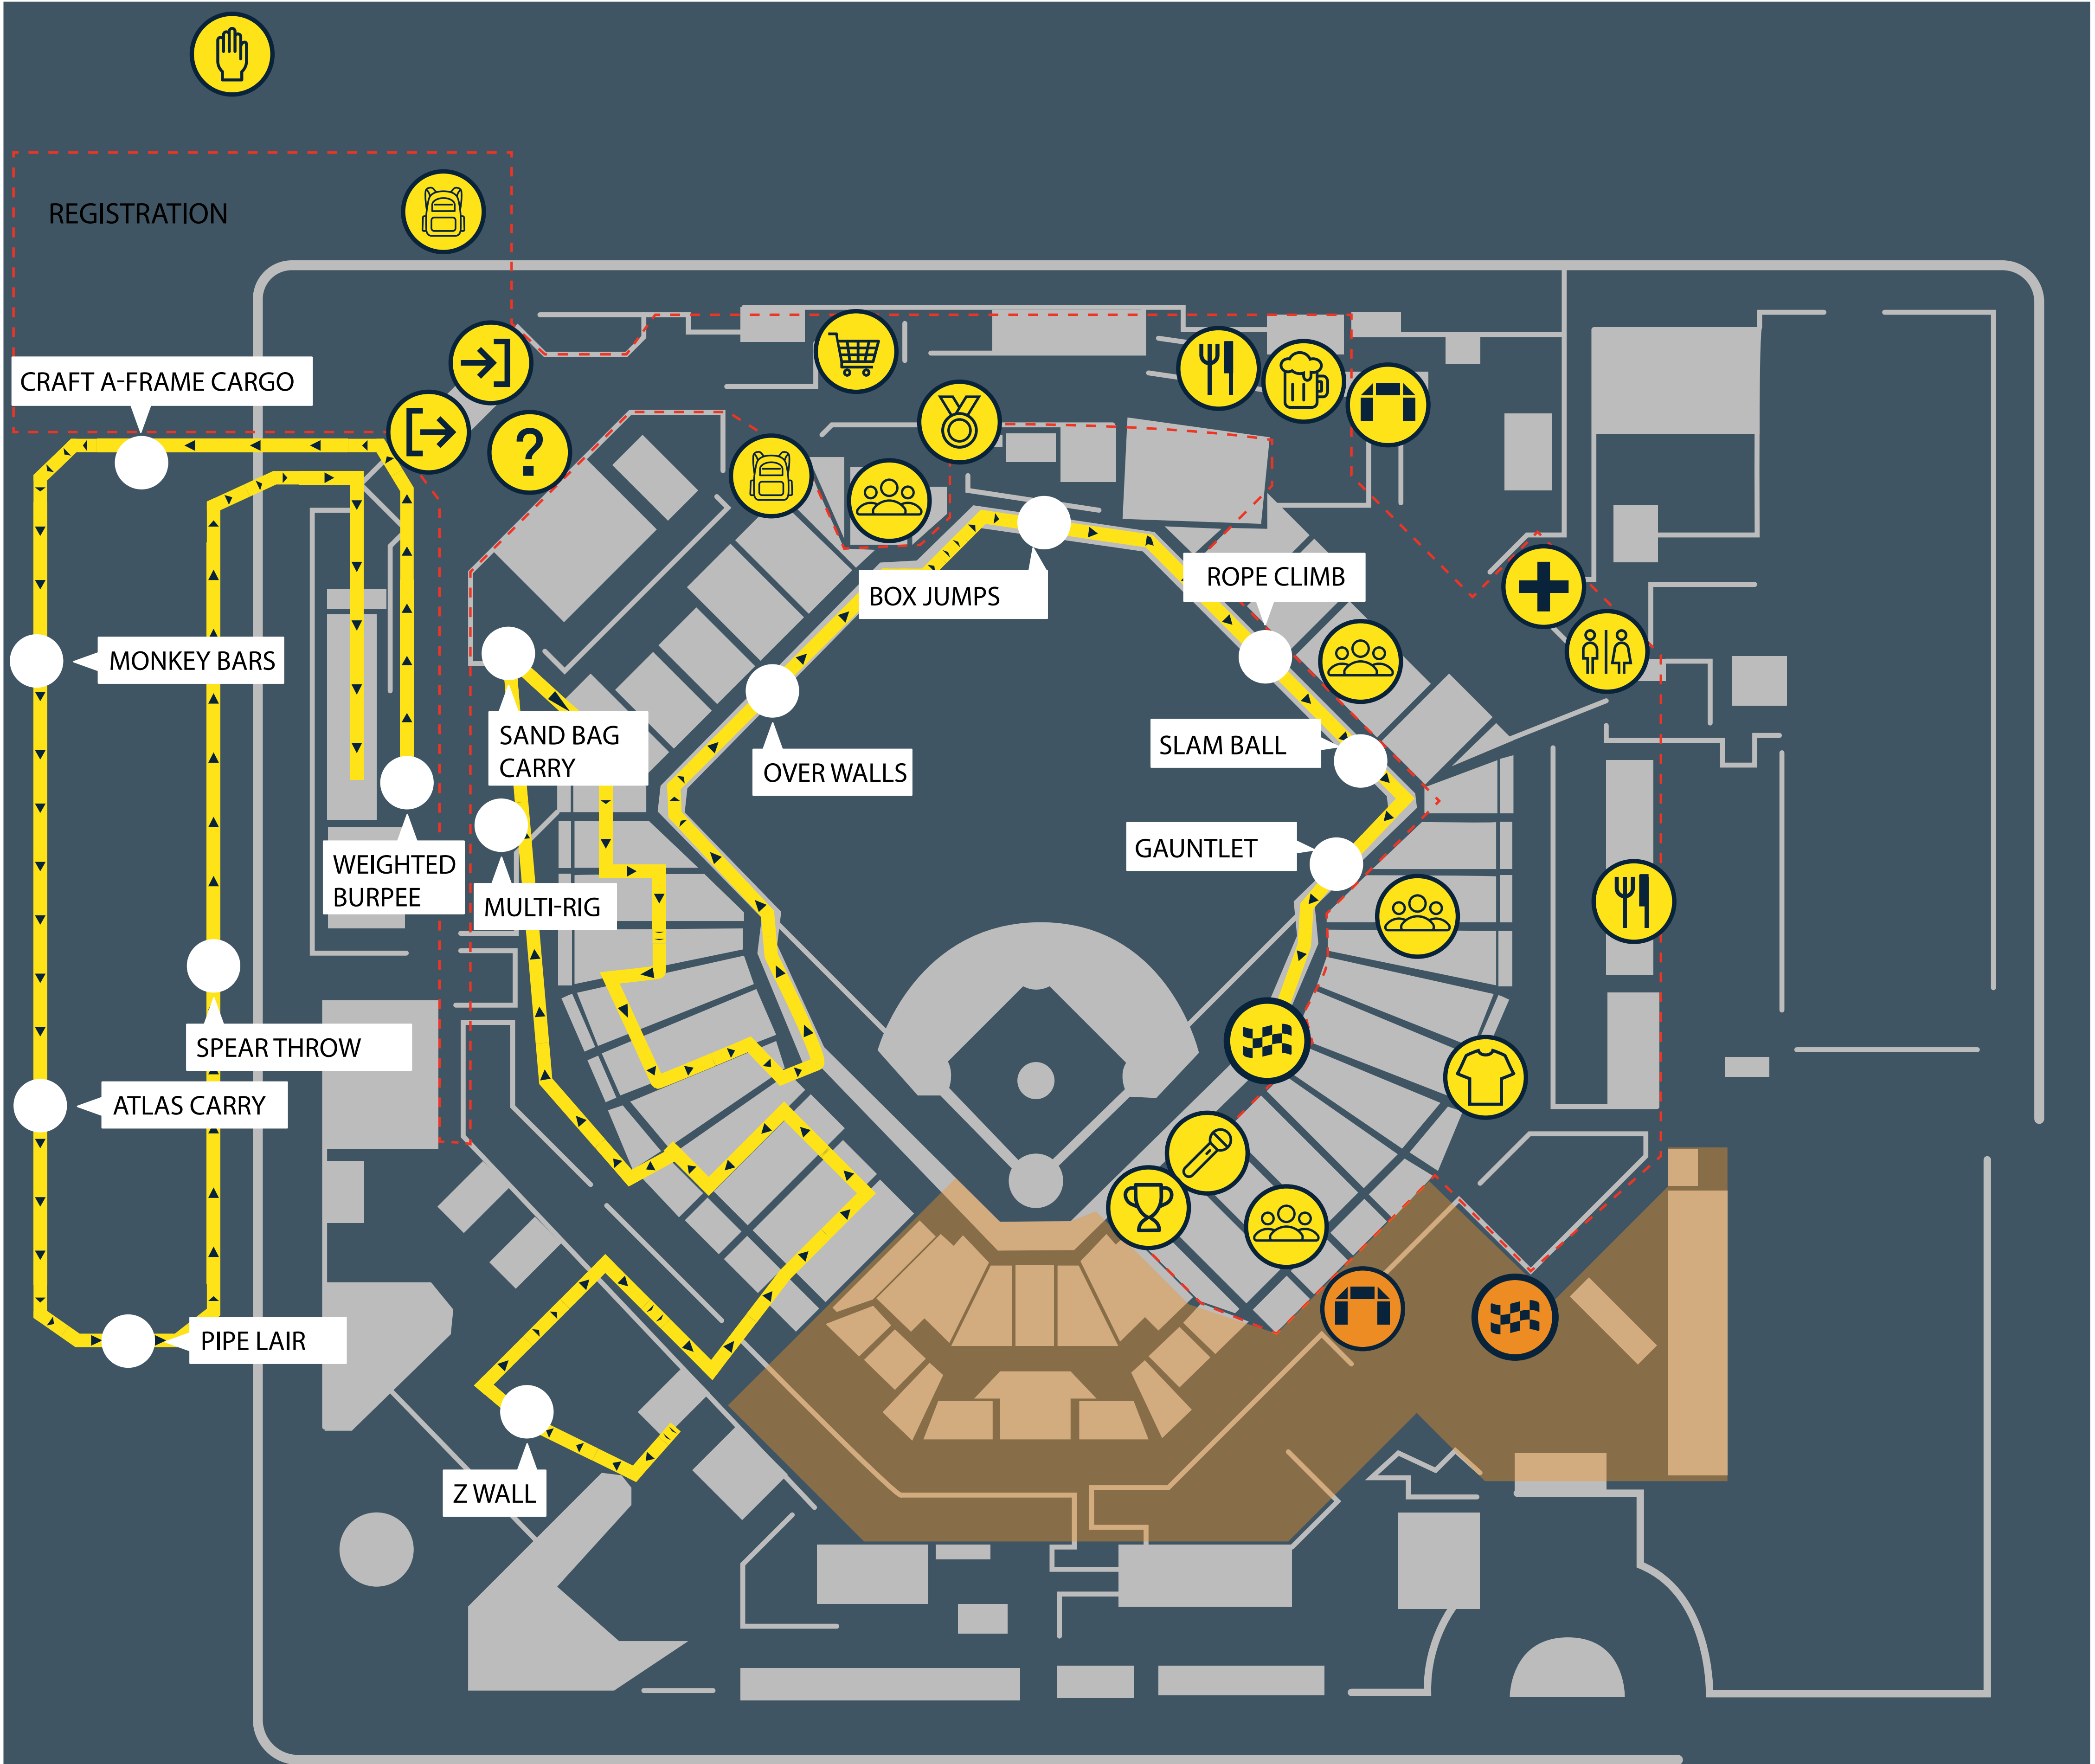 REGISTRATION
CRAFT A-FRAME CARGO
?
ROPE CLIMB
BOX JUMPS
MONKEY BARS
SAND BAG
CARRY
SLAM BALL
OVER WALLS
GAUNTLET
WEIGHTED
BURPEE
MULTI-RIG
SPEAR THROW
ATLAS CARRY
PIPE LAIR
Z WALL